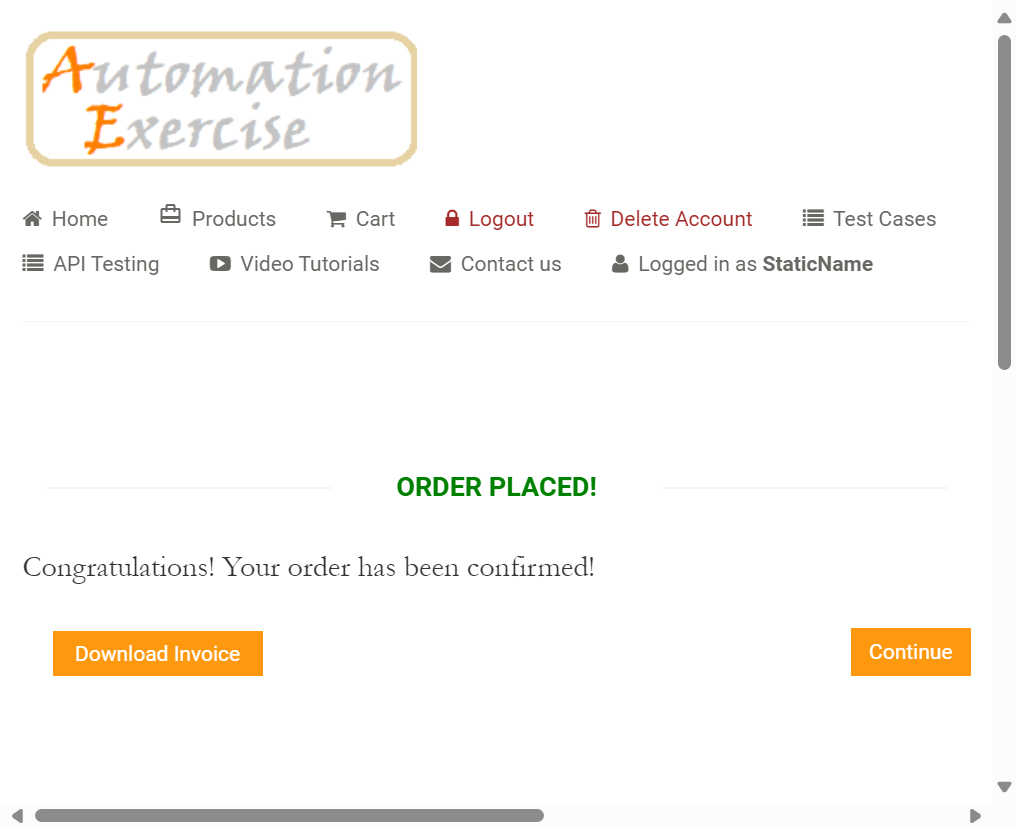 Automation
Exercise
Home Products Cart Logout Delete Account Test Cases
API Testing Video Tutorials Contact us Logged in as StaticName
ORDER PLACED!
Congratulations! Your order has been confirmed!
Download Invoice Continue